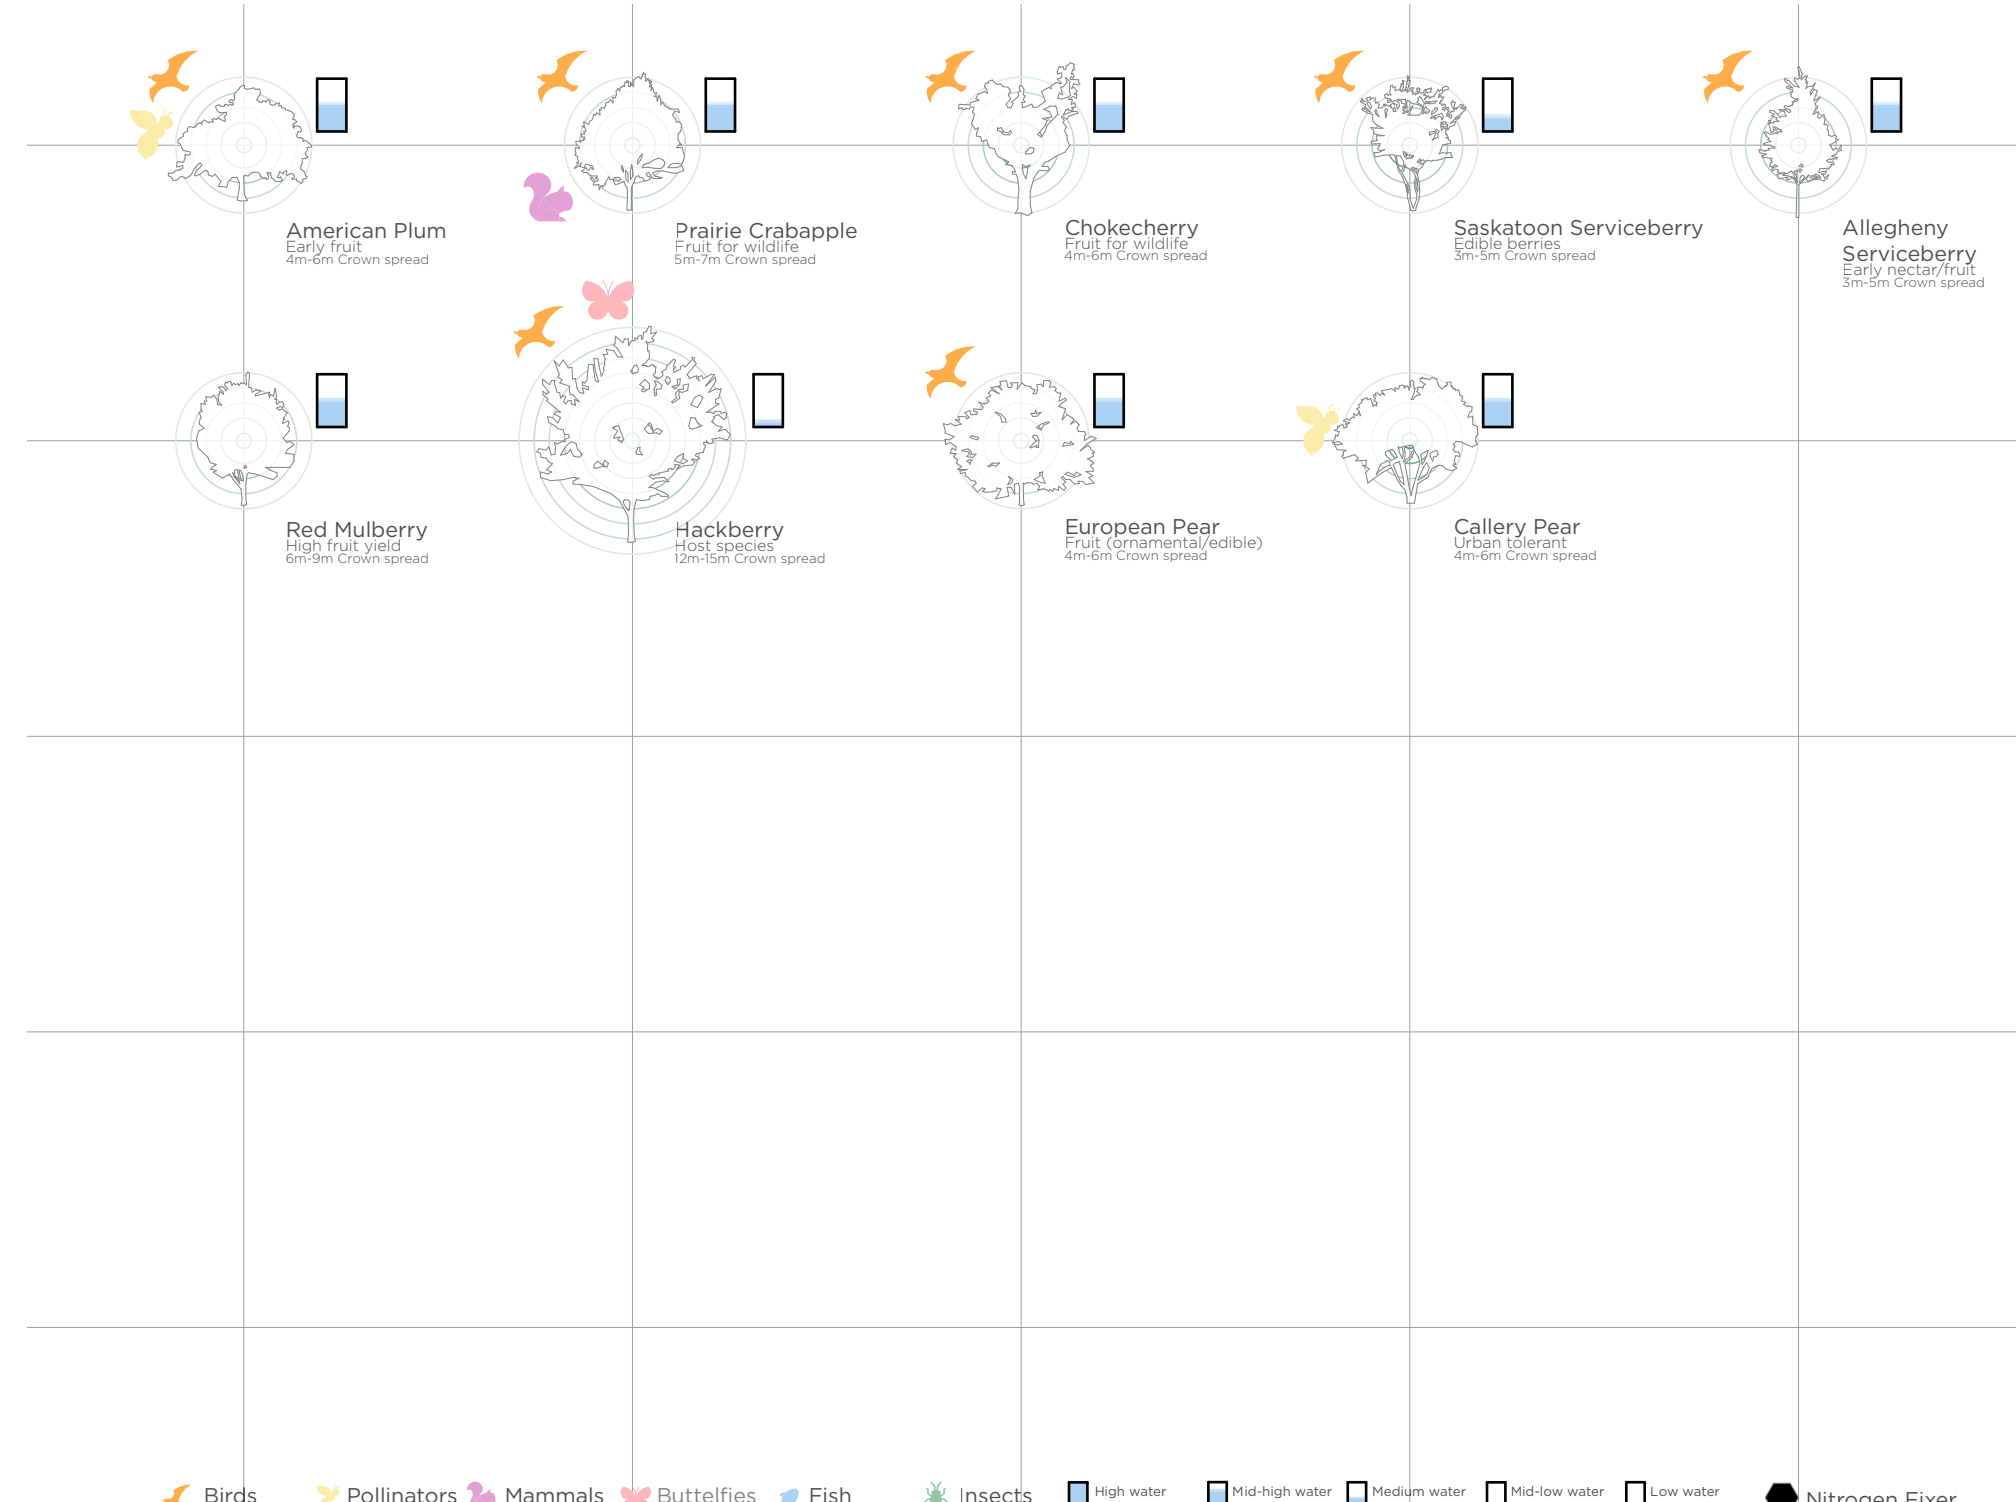 American Plum
Early fruit
4m-6m Crown spread
Prairie Crabapple
Fruit for wildlife
5m-7m Crown spread
Chokecherry
Fruit for wildlife
4m-6m Crown spread
Saskatoon Serviceberry
Edible berries
3m-5m Crown spread
Allegheny
Serviceberry
Early nectar/fruit
3m-5m Crown spread
Red Mulberry
High fruit yield
6m-9m Crown spread
Hackberry
Host species
12m-15m Crown spread
European Pear
Fruit (ornamental/edible)
4m-6m Crown spread
Callery Pear
Urban tolerant
4m-6m Crown spread
Birds
Pollinators
Mammals
Buttelfies
Fish
Insects
High water
Mid-high water
Medium water
Mid-low water
Low water
Nitrogen Fixer